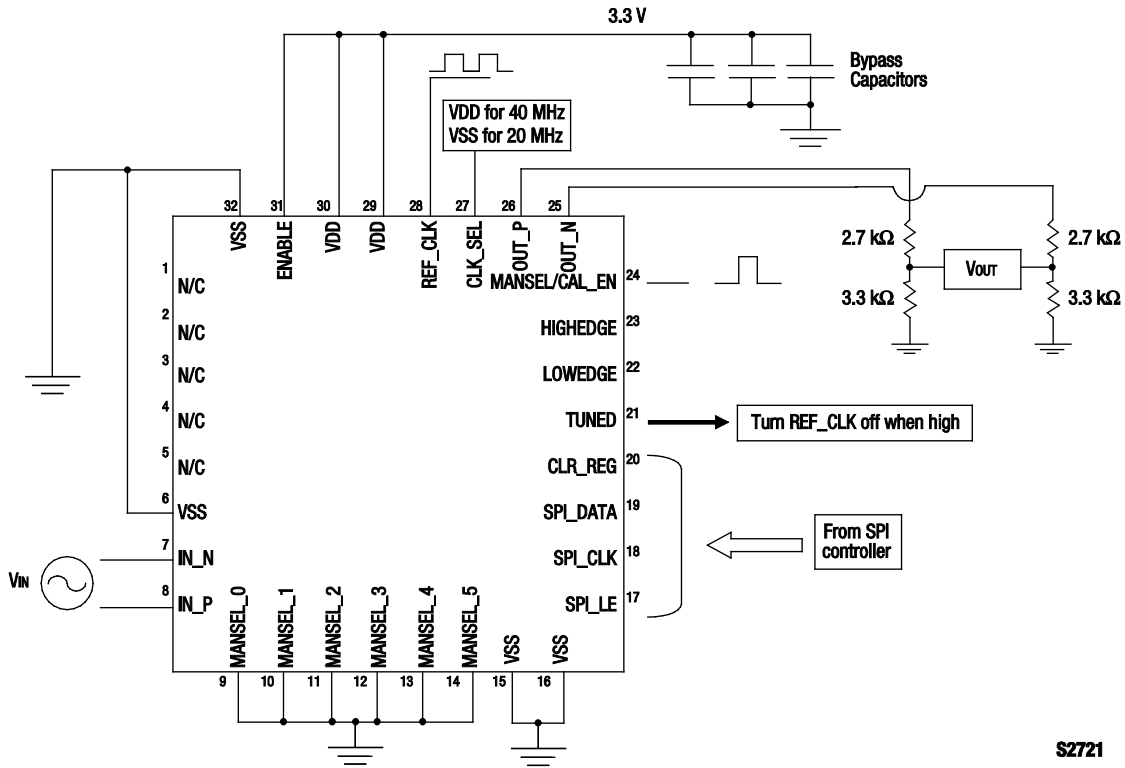 3.3 V
Bypass
Capacitors
VDD for 40 MHz
VSS for 20 MHz
32
31
30
29
28
27
26
25
VSS
ENABLE
VDD
VDD
REF_CLK
CLK_SEL
OUT_P
OUT_N
2.7 kΩ
2.7 kΩ
VOUT
3.3 kΩ
3.3 kΩ
1
N/C
2
N/C
3
N/C
4
N/C
5
N/C
6
VSS
7
IN_N
8
IN_P
VIN
MANSEL/CAL_EN
24
HIGHEDGE
23
LOWEDGE
22
TUNED
21
Turn REF_CLK off when high
CLR_REG
20
SPI_DATA
19
SPI_CLK
18
SPI_LE
17
From SPI
controller
MANSEL_0
MANSEL_1
MANSEL_2
MANSEL_3
MANSEL_4
MANSEL_5
VSS
VSS
9
10
11
12
13
14
15
16
S2721